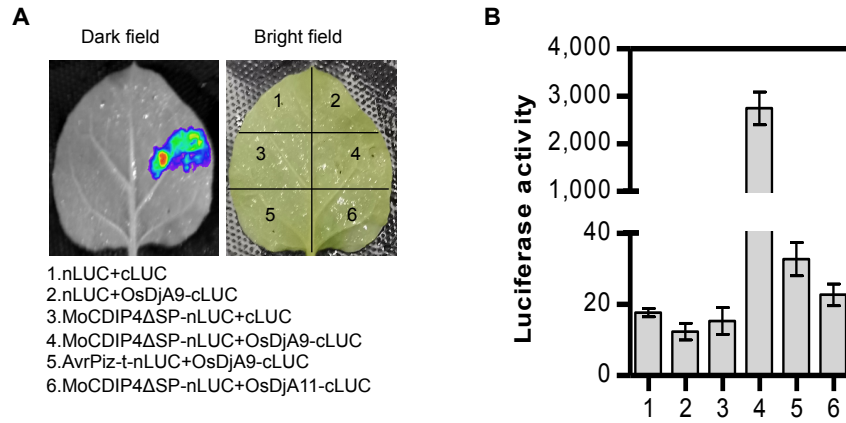 A
Dark field
Bright field
1
2
3
4
5
6
1.nLUC+cLUC
2.nLUC+OsDjA9-cLUC
3.MoCDIP4ΔSP-nLUC+cLUC
4.MoCDIP4ΔSP-nLUC+OsDjA9-cLUC
5.AvrPiz-t-nLUC+OsDjA9-cLUC
6.MoCDIP4ΔSP-nLUC+OsDjA11-cLUC
B
Luciferase activity
4,000
3,000
2,000
1,000
40
20
0
1 2 3 4 5 6